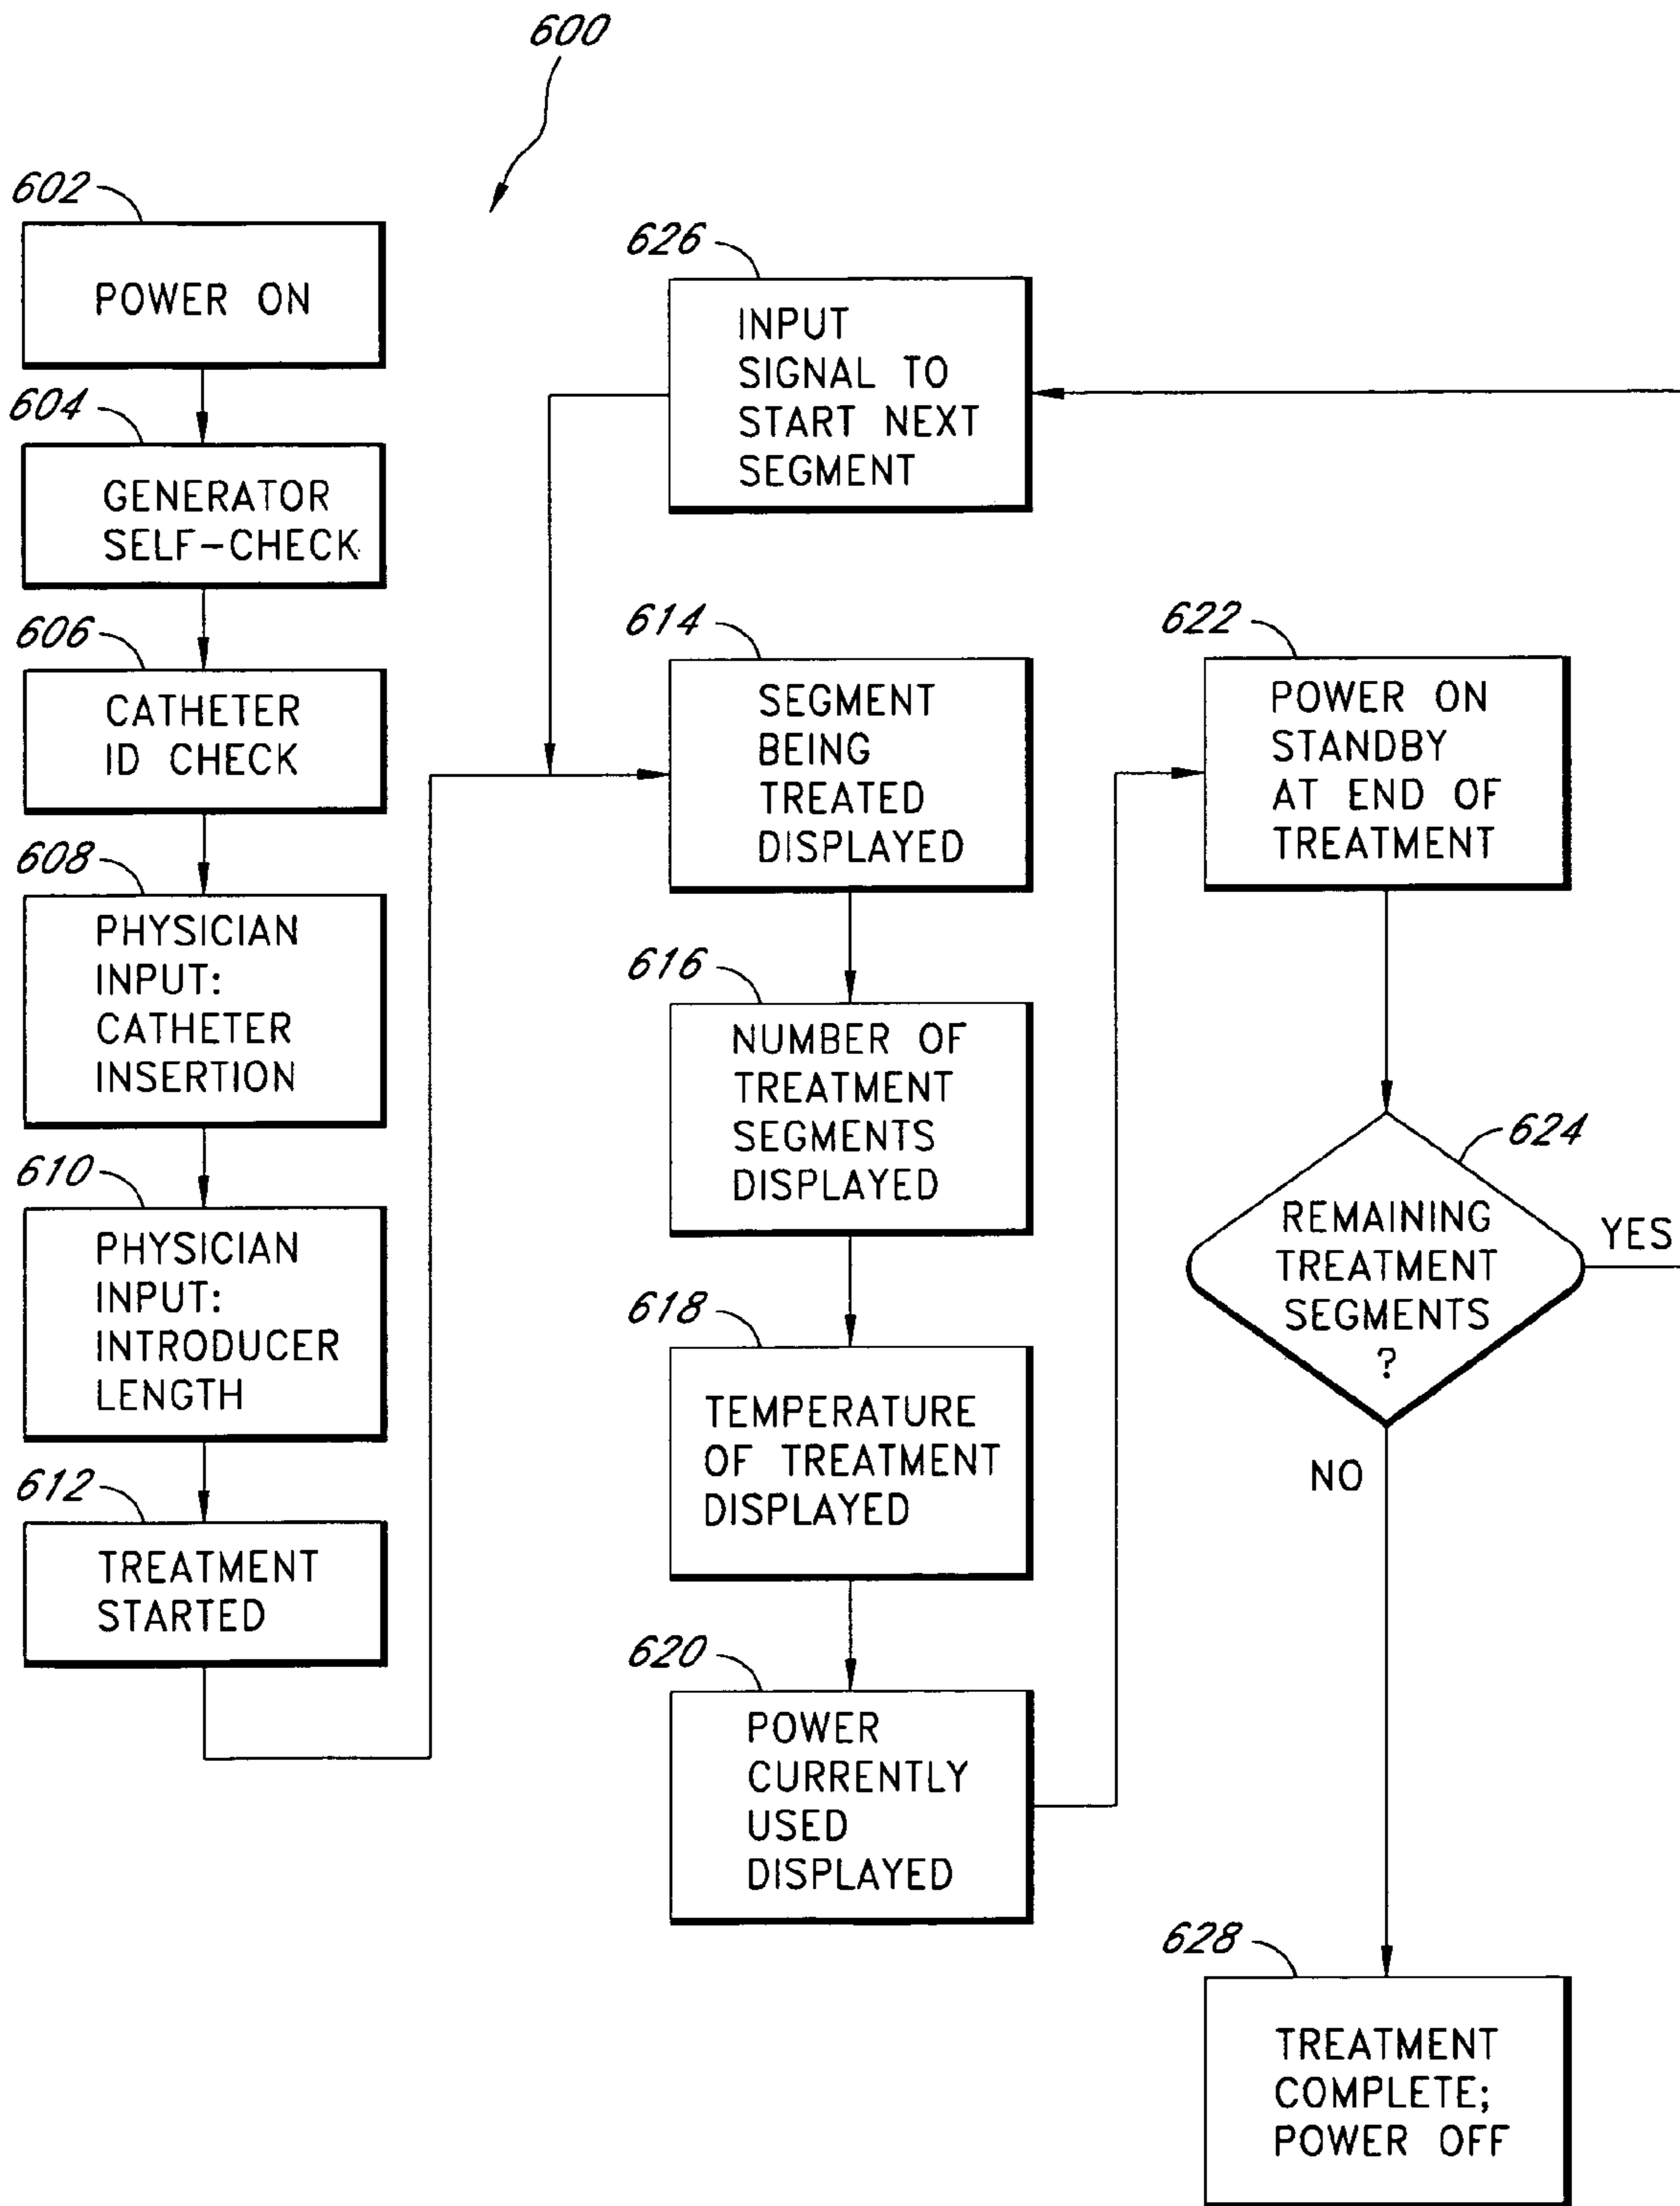 600
602
POWER ON
604
GENERATOR
SELF-CHECK
606
CATHETER
ID CHECK
608
PHYSICIAN
INPUT:
CATHETER
INSERTION
610
PHYSICIAN
INPUT:
INTRODUCER
LENGTH
612
TREATMENT
STARTED
626
INPUT
SIGNAL TO
START NEXT
SEGMENT
614
SEGMENT
BEING
TREATED
DISPLAYED
616
NUMBER OF
TREATMENT
SEGMENTS
DISPLAYED
618
TEMPERATURE
OF TREATMENT
DISPLAYED
620
POWER
CURRENTLY
USED
DISPLAYED
622
POWER ON
STANDBY
AT END OF
TREATMENT
624
REMAINING
TREATMENT
SEGMENTS
?
YES
NO
628
TREATMENT
COMPLETE;
POWER OFF